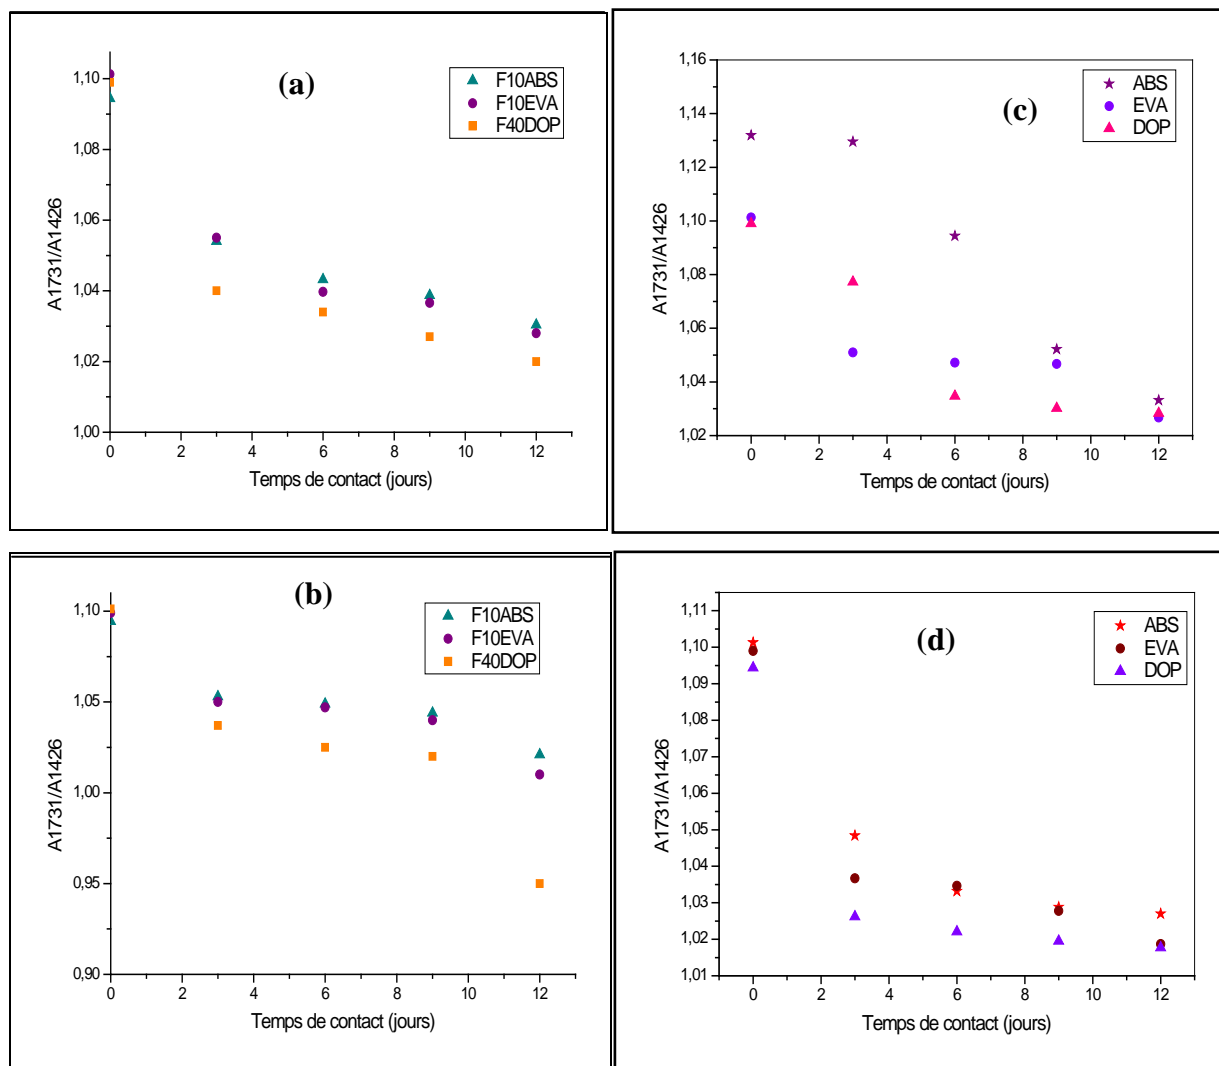 (a)
F10ABS
F10EVA
F40DOP
1,10
1,08
1,06
1,04
1,02
1,00
A1731/A1426
0 2 4 6 8 10 12
Temps de contact (jours)
(c)
ABS
EVA
DOP
1,16
1,14
1,12
1,10
1,08
1,06
1,04
1,02
A1731/A1426
0 2 4 6 8 10 12
Temps de contact (jours)
(b)
F10ABS
F10EVA
F40DOP
1,10
1,05
1,00
0,95
0,90
A1731/A1426
0 2 4 6 8 10 12
Temps de contact (jours)
(d)
ABS
EVA
DOP
1,11
1,10
1,09
1,08
1,07
1,06
1,05
1,04
1,03
1,02
1,01
A1731/A1426
0 2 4 6 8 10 12
Temps de contact (jours)